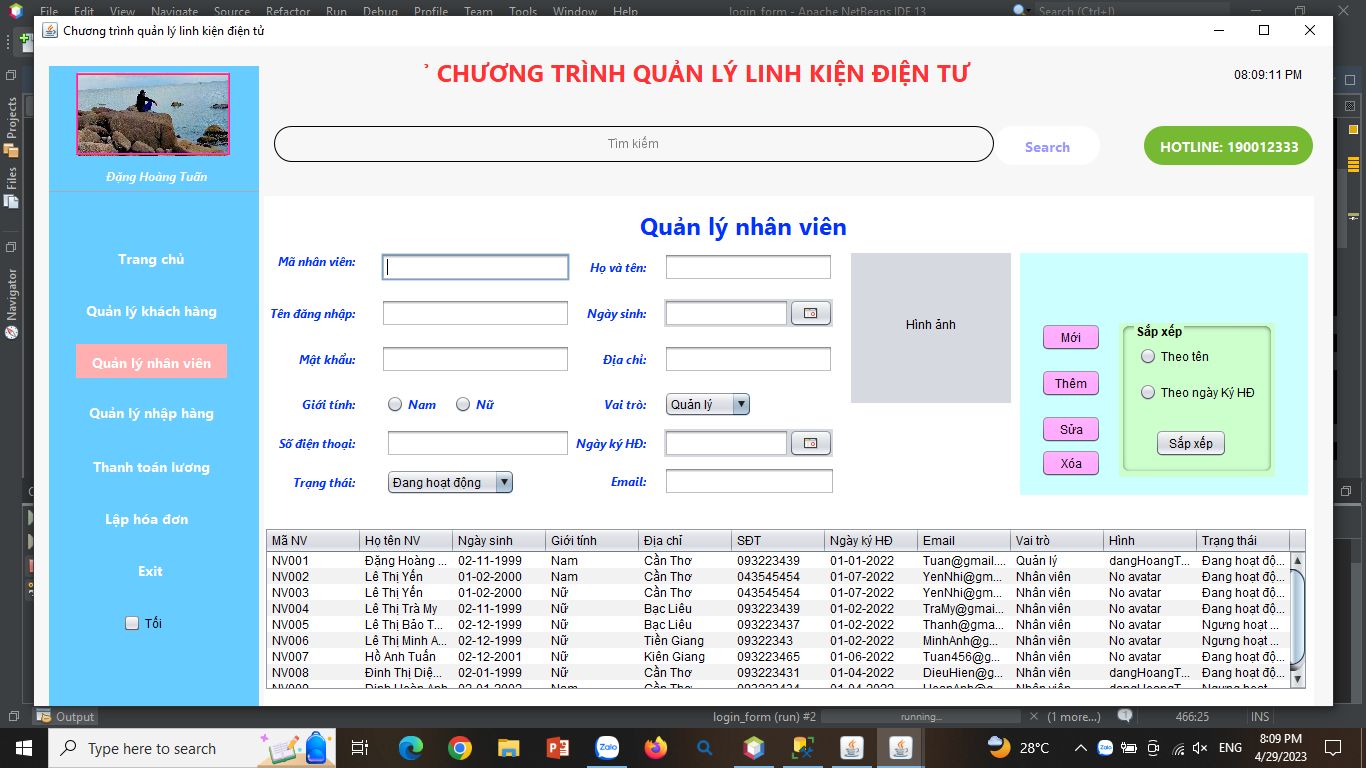 File Edit View Navigate Source Refactor Run Debug Profile Team Tools Window Help login_form - Apache NetBeans IDE 13 Search (Ctrl+I)
Chương trình quản lý linh kiện điện tử
CHƯƠNG TRÌNH QUẢN LÝ LINH KIỆN ĐIỆN TƯ
08:09:11 PM
Projects
Files
Navigator
Đặng Hoàng Tuấn
Tìm kiếm
Search
HOTLINE: 190012333
Trang chủ
Quản lý khách hàng
Quản lý nhân viên
Quản lý nhập hàng
Thanh toán lương
Lập hóa đơn
Exit
Tối
Quản lý nhân viên
Mã nhân viên: Họ và tên:
Tên đăng nhập: Ngày sinh:
Mật khẩu: Địa chỉ:
Giới tính: Nam Nữ Vai trò: Quản lý
Số điện thoại: Ngày ký HĐ:
Trạng thái: Đang hoạt động Email:
Hình ảnh
Mới
Thêm
Sửa
Xóa
Sắp xếp
Theo tên
Theo ngày Ký HĐ
Sắp xếp
Mã NV Họ tên NV Ngày sinh Giới tính Địa chỉ SĐT Ngày ký HĐ Email Vai trò Hình Trạng thái
NV001 Đặng Hoàng ... 02-11-1999 Nam Cần Thơ 093223439 01-01-2022 Tuan@gmail.... Quản lý dangHoangT... Đang hoạt độ...
NV002 Lê Thị Yến 01-02-2000 Nam Cần Thơ 043545454 01-07-2022 YenNhi@gm... Nhân viên No avatar Đang hoạt độ...
NV003 Lê Thị Yến 01-02-2000 Nữ Cần Thơ 043545454 01-07-2022 YenNhi@gm... Nhân viên No avatar Đang hoạt độ...
NV004 Lê Thị Trà My 02-11-1999 Nữ Bạc Liêu 093223439 01-02-2022 TraMy@gmai... Nhân viên No avatar Đang hoạt độ...
NV005 Lê Thị Bảo T... 02-12-1999 Nữ Bạc Liêu 093223437 01-02-2022 Thanh@gma... Nhân viên No avatar Ngưng hoạt ...
NV006 Lê Thị Minh A... 02-12-1999 Nữ Tiền Giang 09322343 01-02-2022 MinhAnh@g... Nhân viên No avatar Ngưng hoạt ...
NV007 Hồ Anh Tuấn 02-12-2001 Nữ Kiên Giang 093223465 01-06-2022 Tuan456@g... Nhân viên No avatar Đang hoạt độ...
NV008 Đinh Thị Diệ... 02-01-1999 Nữ Cần Thơ 093223431 01-04-2022 DieuHien@g... Nhân viên dangHoangT... Đang hoạt độ...
Output login_form (run) #2 running... (1 more...) 466:25 INS
Type here to search
Zalo
28°C
Zalo
ENG
8:09 PM
4/29/2023